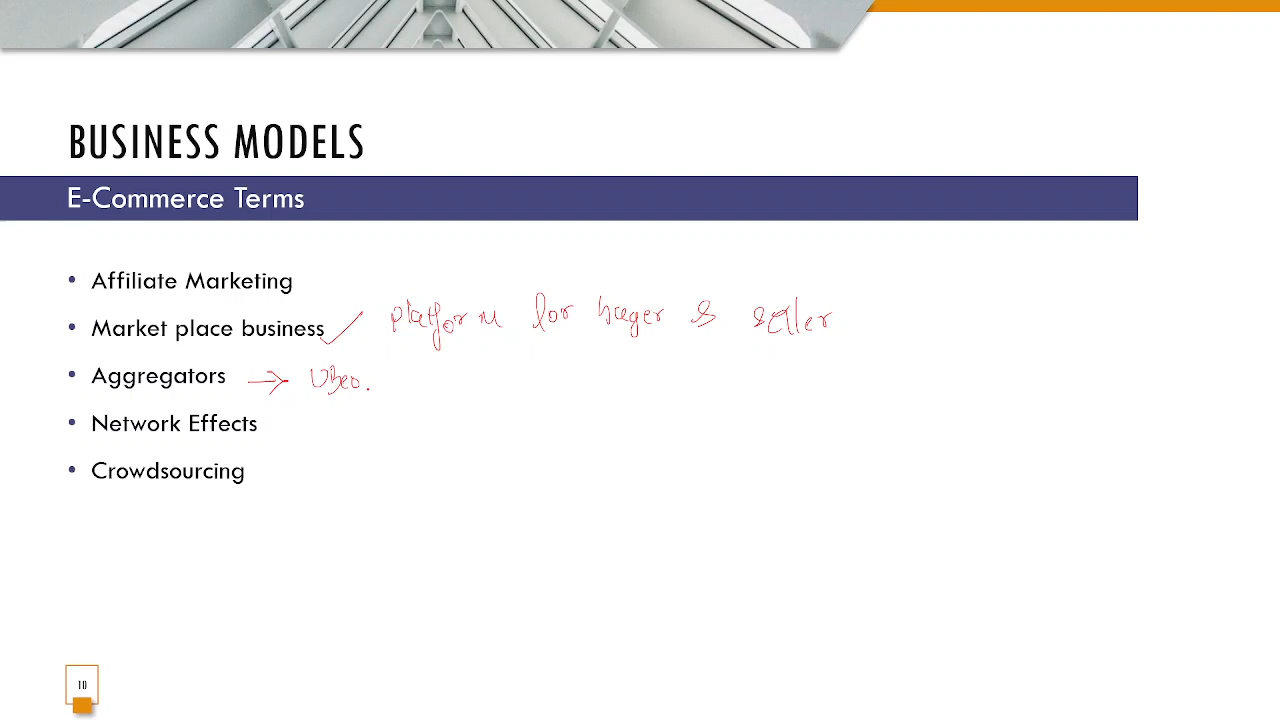 BUSINESS MODELS
E-Commerce Terms
• Affiliate Marketing
• Market place business platform for buyer & seller
• Aggregators → Uber.
• Network Effects
• Crowdsourcing
10